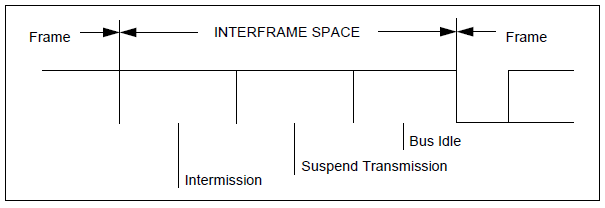 Frame INTERFRAME SPACE Frame
Bus Idle
Suspend Transmission
Intermission